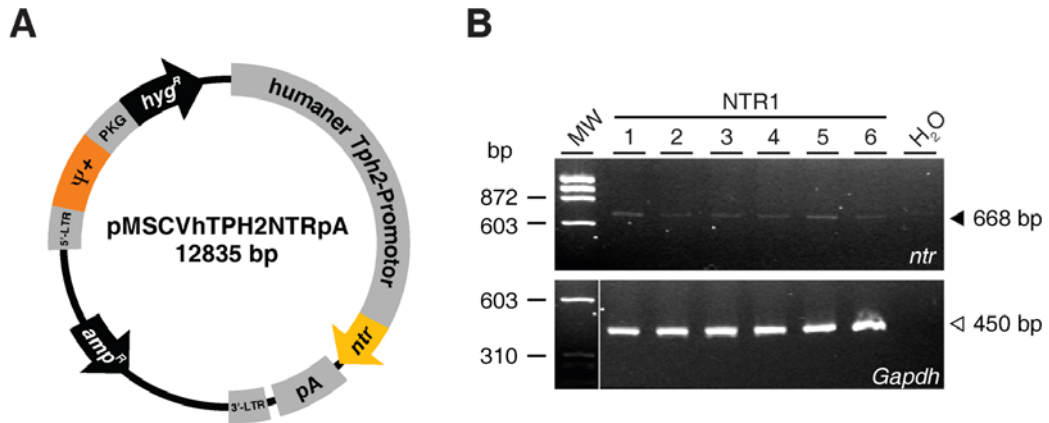 A
hyg R
PKG
Ψ+
5'-LTR
humaner Tph2-Promotor
pMSCVhTPH2NTRpA
12835 bp
amp R
ntr
pA
3'-LTR
B
NTR1
MW 1 2 3 4 5 6 H2O
bp
872
603
668 bp
ntr
603
310
450 bp
Gapdh